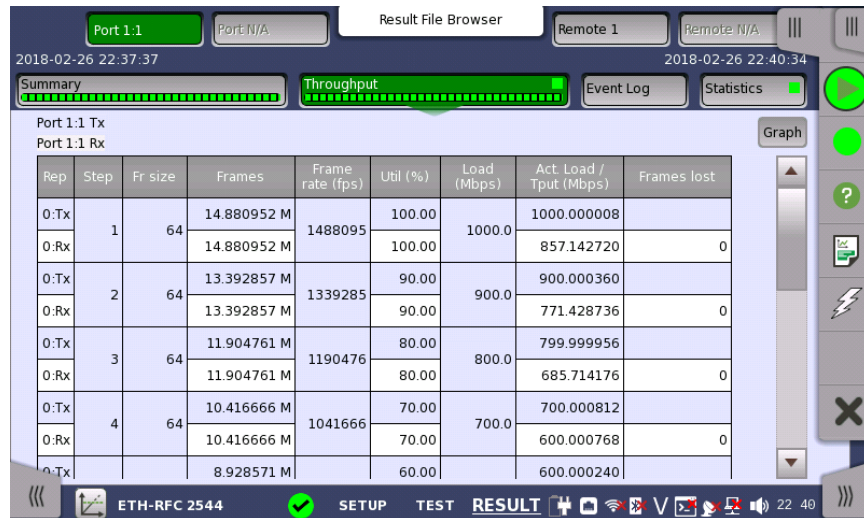 Port 1:1
Port N/A
Result File Browser
Remote 1
Remote N/A
2018-02-26 22:37:37
2018-02-26 22:40:34
Summary
Throughput
Event Log
Statistics
Port 1:1 Tx
Port 1:1 Rx
Graph
Rep Step Fr size Frames Frame rate (fps) Util (%) Load (Mbps) Act. Load / Tput (Mbps) Frames lost
0:Tx 14.880952 M 100.00 1000.000008
1 64 1488095 1000.0
0:Rx 14.880952 M 100.00 857.142720 0
0:Tx 13.392857 M 90.00 900.000360
2 64 1339285 900.0
0:Rx 13.392857 M 90.00 771.428736 0
0:Tx 11.904761 M 80.00 799.999956
3 64 1190476 800.0
0:Rx 11.904761 M 80.00 685.714176 0
0:Tx 10.416666 M 70.00 700.000812
4 64 1041666 700.0
0:Rx 10.416666 M 70.00 600.000768 0
0:Tx 8.928571 M 60.00 600.000240
ETH-RFC 2544 SETUP TEST RESULT V 22 40